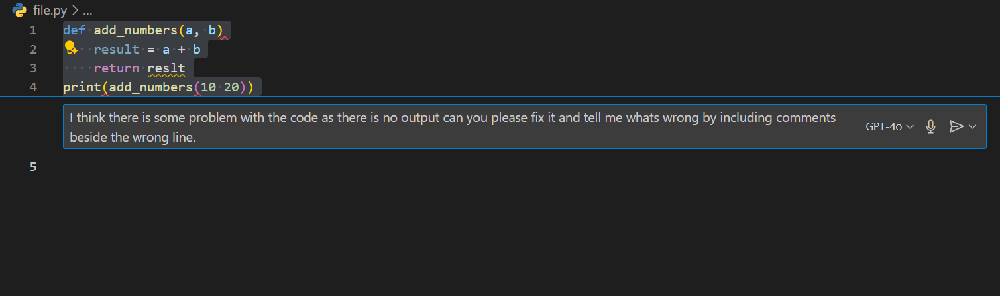 file.py > ...
1 def add_numbers(a, b)
2 result = a + b
3 return reslt
4 print(add_numbers(10 20))
I think there is some problem with the code as there is no output can you please fix it and tell me whats wrong by including comments
beside the wrong line.
GPT-4o
5